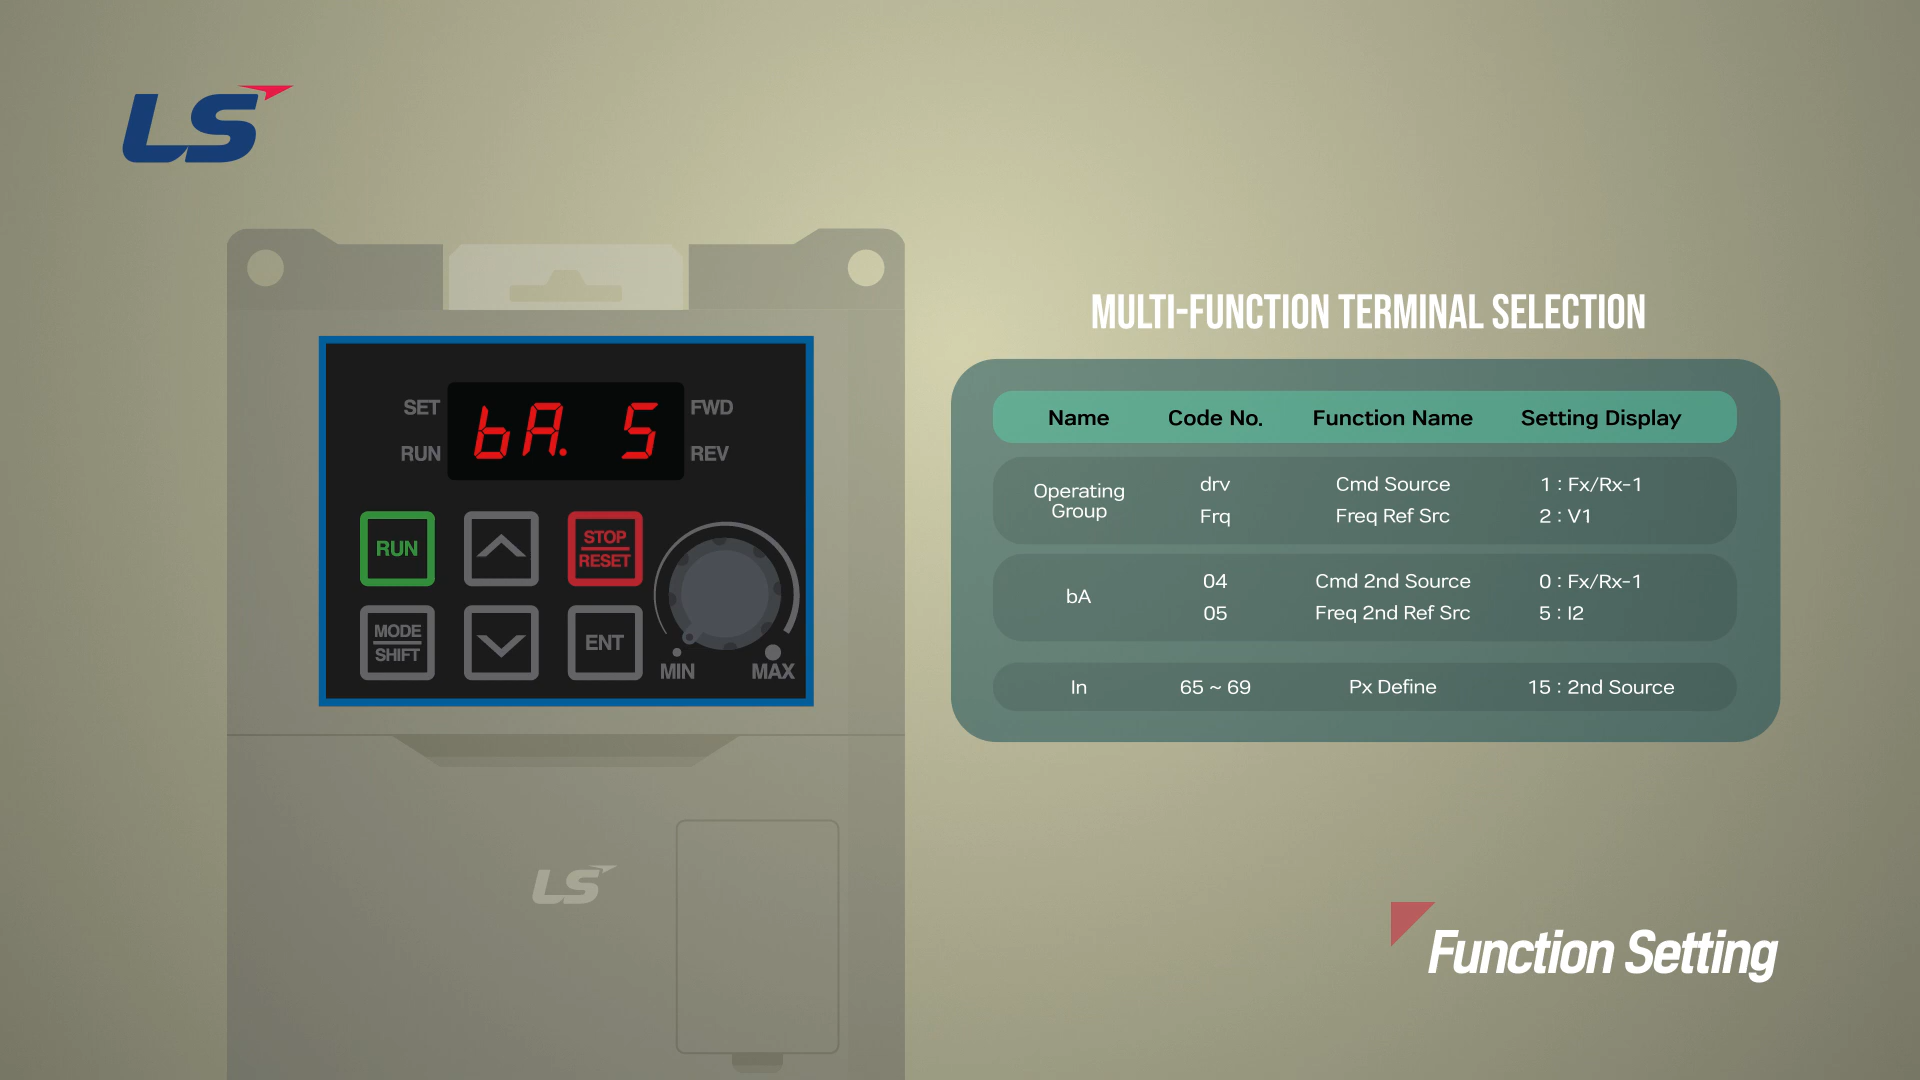 LS
SET
bA. 5
FWD
RUN
REV
RUN
STOP
RESET
MODE
SHIFT
ENT
MIN
MAX
LS
MULTI-FUNCTION TERMINAL SELECTION
Name Code No. Function Name Setting Display
Operating Group
drv Cmd Source 1 : Fx/Rx-1
Frq Freq Ref Src 2 : V1
bA
04 Cmd 2nd Source 0 : Fx/Rx-1
05 Freq 2nd Ref Src 5 : I2
In 65 ~ 69 Px Define 15 : 2nd Source
Function Setting